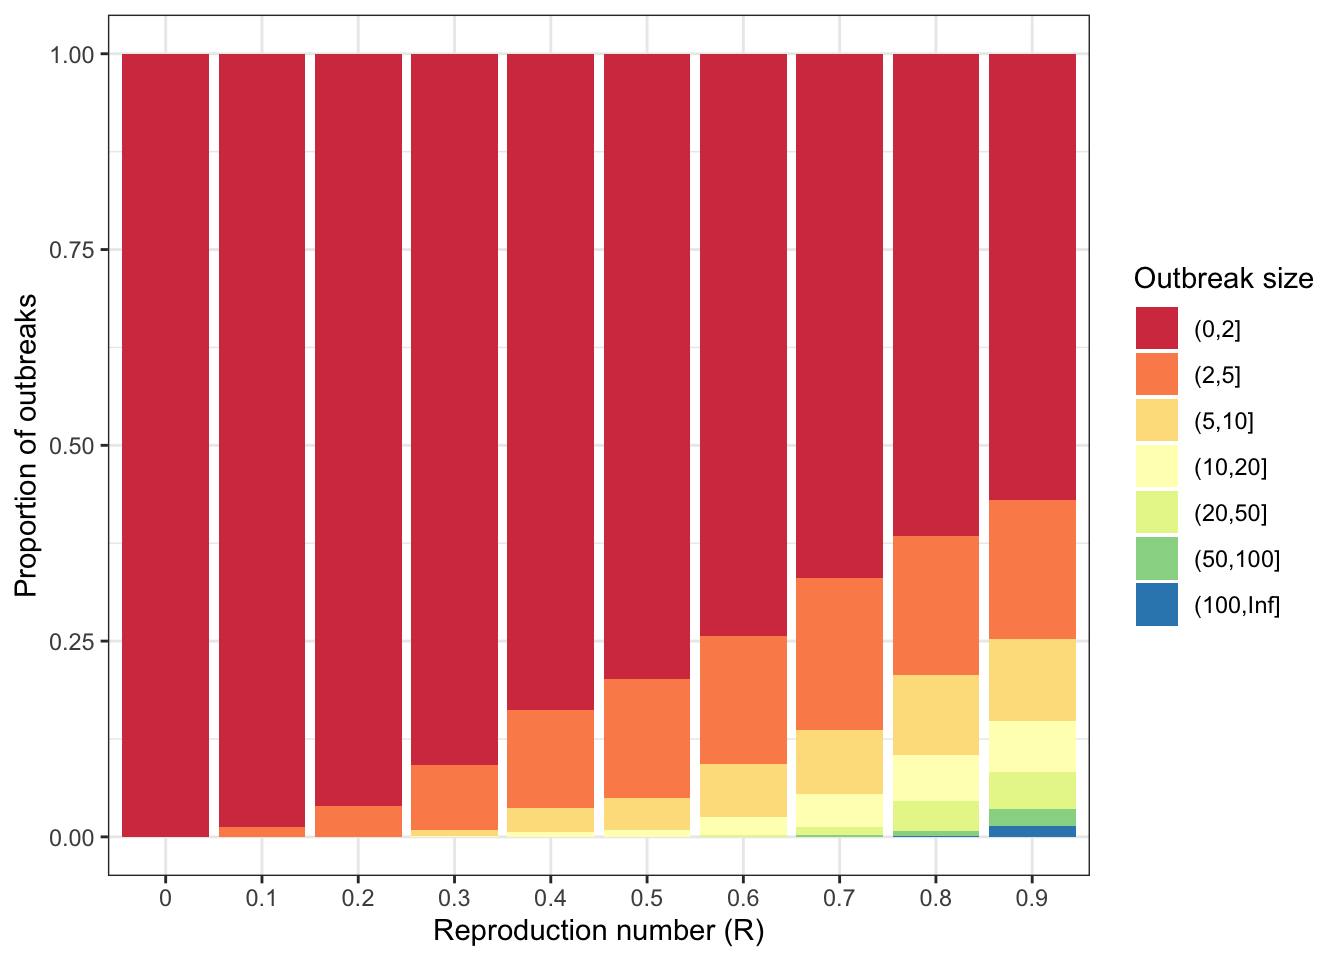 1.00
0.75
0.50
0.25
0.00
Proportion of outbreaks
0 0.1 0.2 0.3 0.4 0.5 0.6 0.7 0.8 0.9
Reproduction number (R)
Outbreak size
(0,2]
(2,5]
(5,10]
(10,20]
(20,50]
(50,100]
(100,Inf]